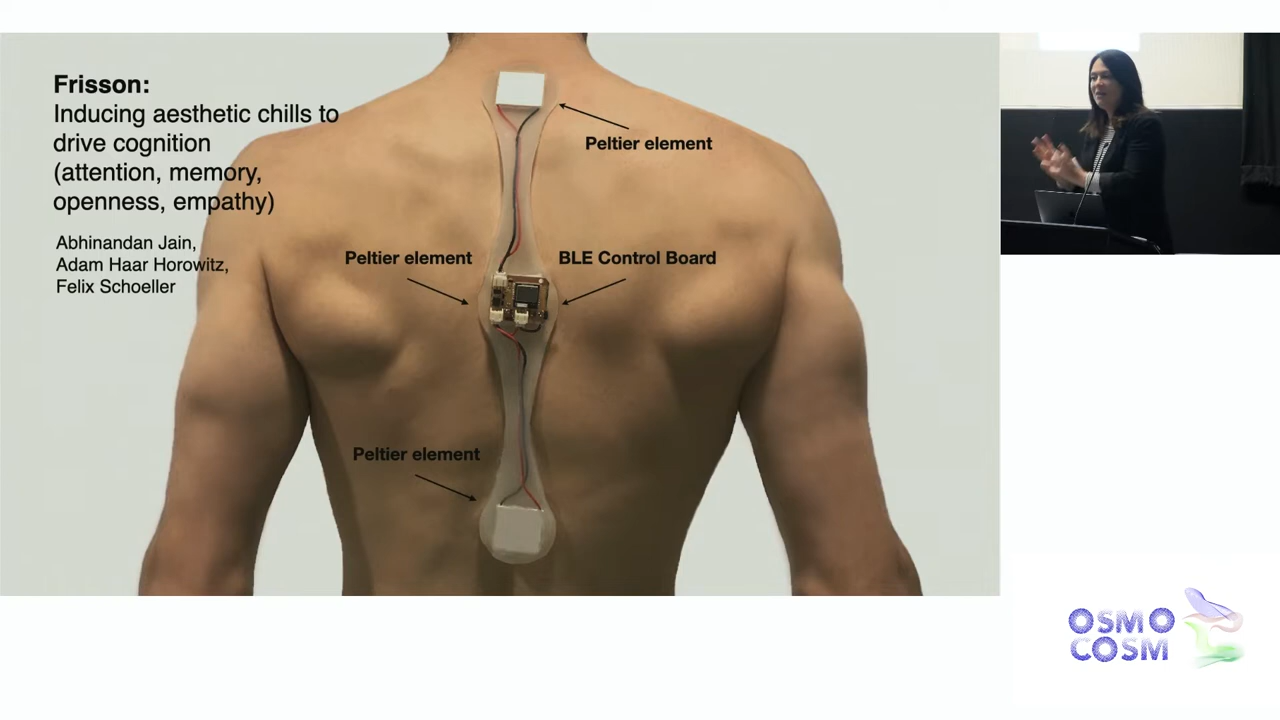 Frisson:
Inducing aesthetic chills to
drive cognition
(attention, memory,
openness, empathy)
Abhinandan Jain,
Adam Haar Horowitz,
Felix Schoeller
Peltier element
Peltier element
BLE Control Board
Peltier element
OSMO
COSM